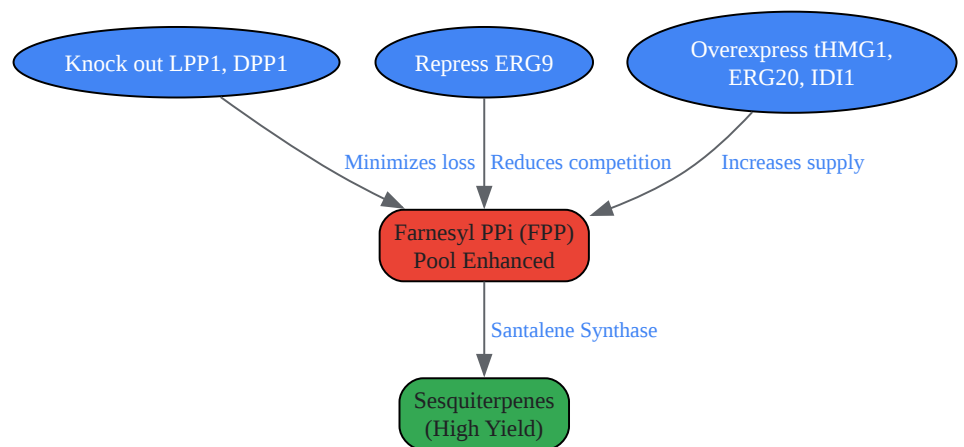 Knock out LPP1, DPP1
Repress ERG9
Overexpress tHMG1,
ERG20, IDI1
Minimizes loss
Reduces competition
Increases supply
Farnesyl PPi (FPP)
Pool Enhanced
Santalene Synthase
Sesquiterpenes
(High Yield)